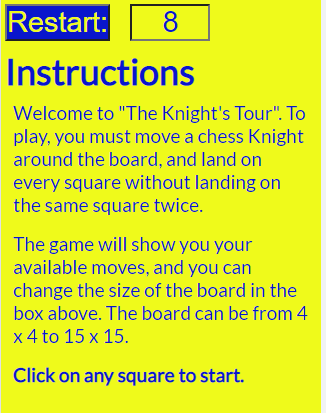 Restart: 8
Instructions
Welcome to "The Knight's Tour". To
play, you must move a chess Knight
around the board, and land on
every square without landing on
the same square twice.
The game will show you your
available moves, and you can
change the size of the board in the
box above. The board can be from 4
x 4 to 15 x 15.
Click on any square to start.